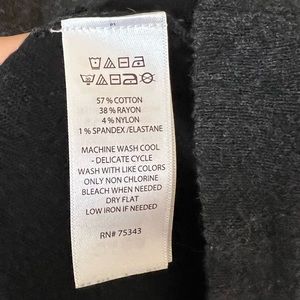 57 % COTTON
38 % RAYON
4 % NYLON
1 % SPANDEX /ELASTANE
MACHINE WASH COOL
- DELICATE CYCLE
WASH WITH LIKE COLORS
ONLY NON CHLORINE
BLEACH WHEN NEEDED
DRY FLAT
LOW IRON IF NEEDED
RN# 75343